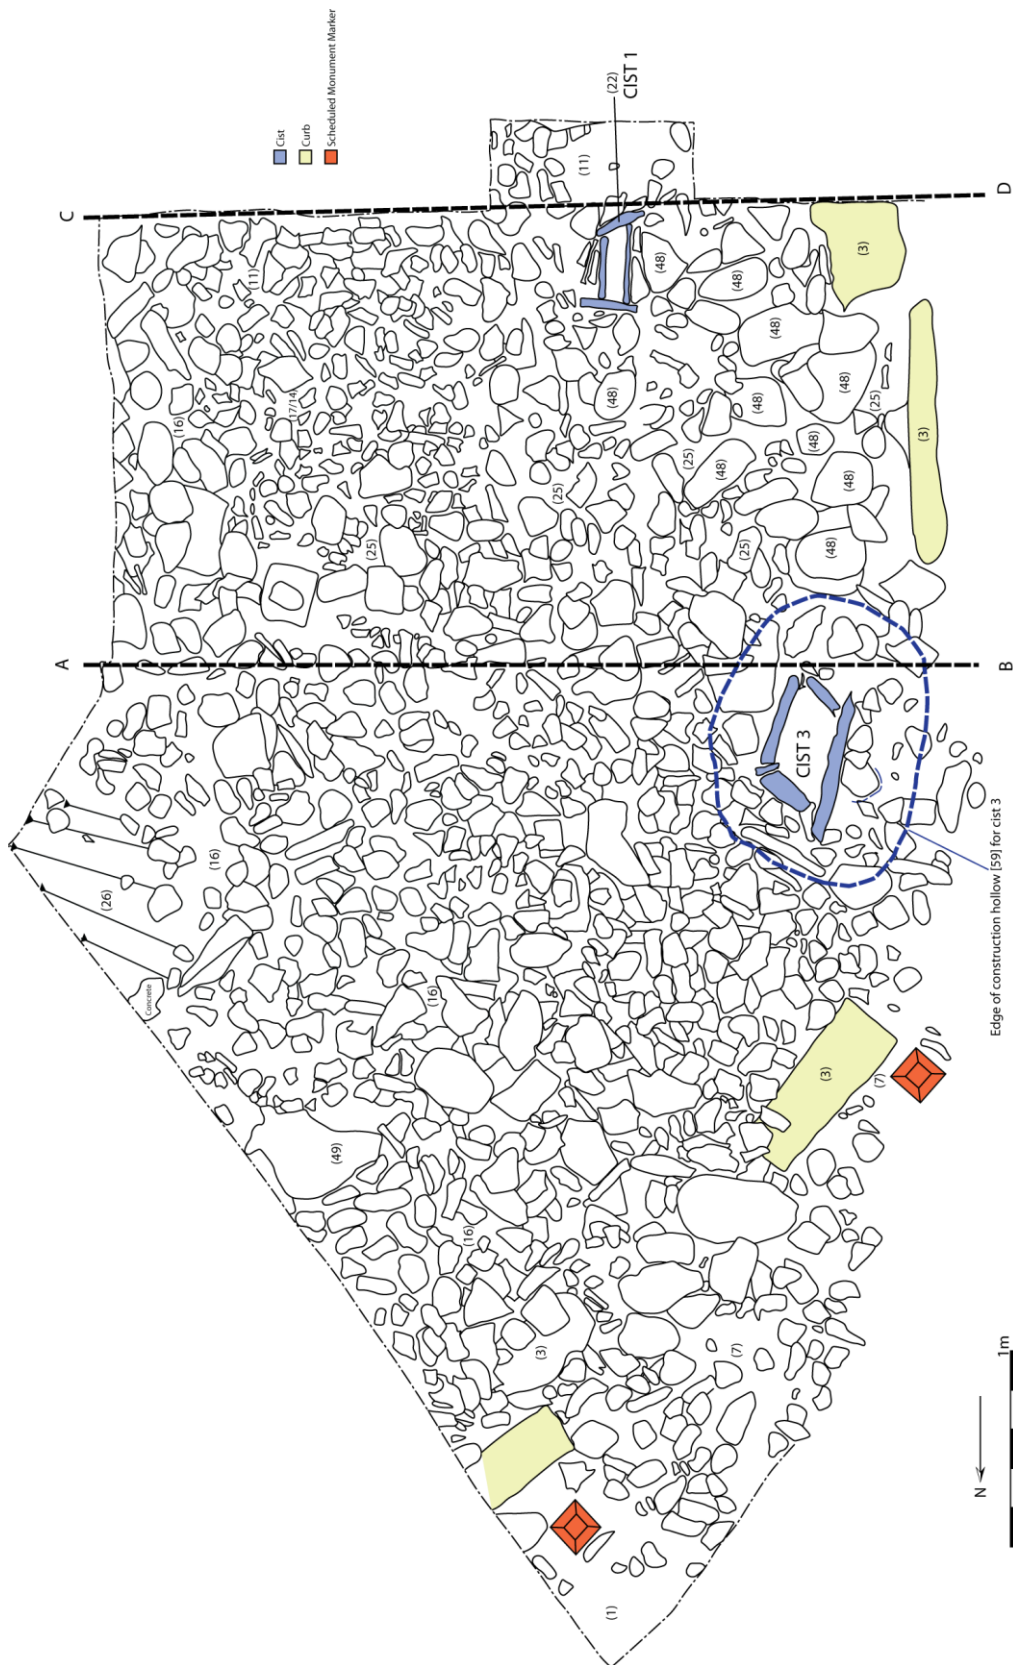 Cist
Curb
Scheduled Monument Marker
C
D
A
B
(22)
CIST 1
(11)
(11)
(3)
(48)
(48)
(48)
(48)
(48)
(48)
(25)
(3)
(16)
17/14
(48)
(25)
(48)
(48)
(25)
(25)
(25)
(48)
CIST 3
Edge of construction hollow [59] for cist 3
(26)
(16)
Concrete
(16)
(3)
(7)
(49)
(16)
(3)
(7)
(1)
N
1m